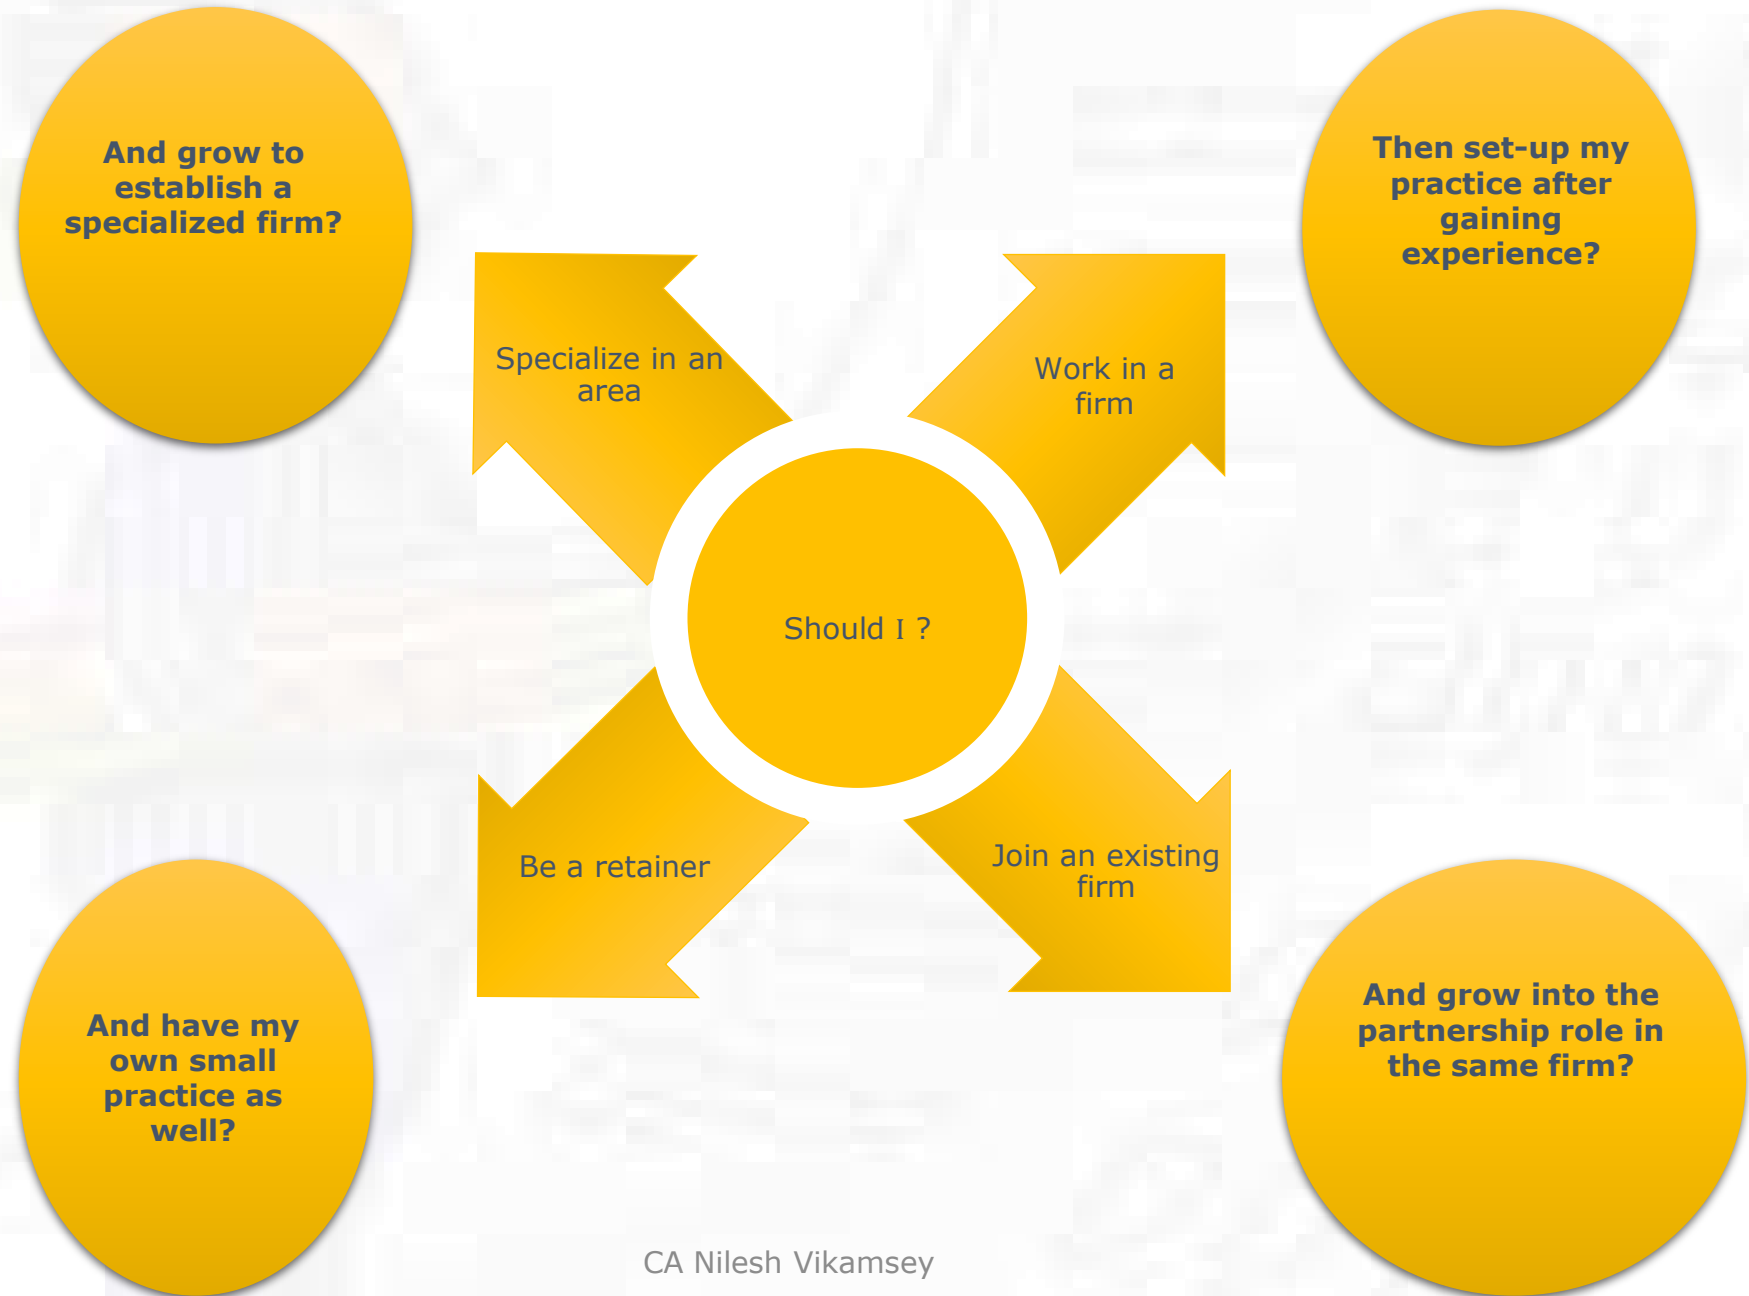 And grow to
establish a
specialized firm?
Then set-up my
practice after
gaining
experience?
Specialize in an
area
Work in a
firm
Should I ?
Be a retainer
Join an existing
firm
And have my
own small
practice as
well?
And grow into the
partnership role in
the same firm?
CA Nilesh Vikamsey